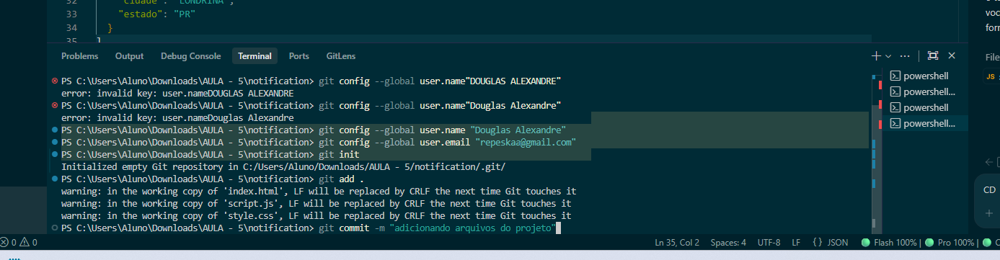 32 "cidade": "LONDRINA",
33 "estado": "PR"
34 }
35 ]
Problems Output Debug Console Terminal Ports GitLens
PS C:\Users\Aluno\Downloads\AULA - 5\notification> git config --global user.name"DOUGLAS ALEXANDRE"
error: invalid key: user.nameDOUGLAS ALEXANDRE
PS C:\Users\Aluno\Downloads\AULA - 5\notification> git config --global user.name"Douglas Alexandre"
error: invalid key: user.nameDouglas Alexandre
PS C:\Users\Aluno\Downloads\AULA - 5\notification> git config --global user.name "Douglas Alexandre"
PS C:\Users\Aluno\Downloads\AULA - 5\notification> git config --global user.email "repeskaa@gmail.com"
PS C:\Users\Aluno\Downloads\AULA - 5\notification> git init
Initialized empty Git repository in C:/Users/Aluno/Downloads/AULA - 5/notification/.git/
PS C:\Users\Aluno\Downloads\AULA - 5\notification> git add .
warning: in the working copy of 'index.html', LF will be replaced by CRLF the next time Git touches it
warning: in the working copy of 'script.js', LF will be replaced by CRLF the next time Git touches it
warning: in the working copy of 'style.css', LF will be replaced by CRLF the next time Git touches it
PS C:\Users\Aluno\Downloads\AULA - 5\notification> git commit -m "adicionando arquivos do projeto"
powershell
powershell...
powershell
powershell...
voc
forr
File
JS
CD
0 0 Ln 35, Col 2 Spaces: 4 UTF-8 LF {} JSON Flash 100% | Pro 100% | C